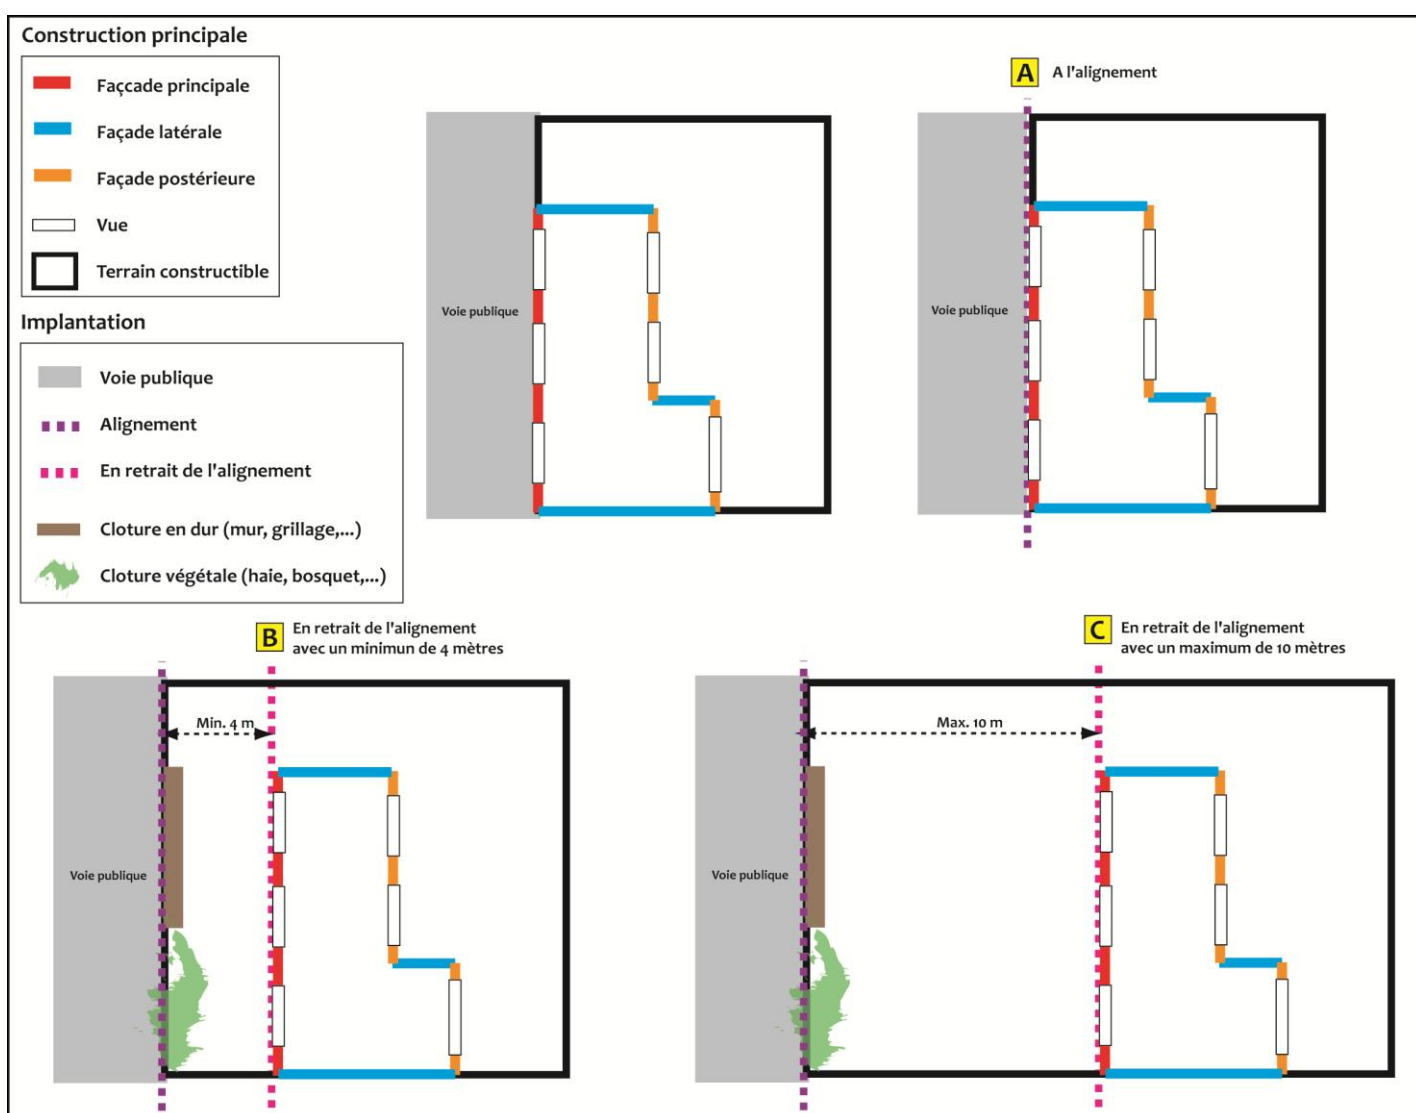 Construction principale
Faççade principale
Façade latérale
Façade postérieure
Vue
Terrain constructible
Implantation
Voie publique
Alignement
En retrait de l'alignement
Cloture en dur (mur, grillage,...)
Cloture végétale (haie, bosquet,...)
Voie publique
A
A l'alignement
Voie publique
B
En retrait de l'alignement
avec un minimun de 4 mètres
Min. 4 m
Voie publique
C
En retrait de l'alignement
avec un maximum de 10 mètres
Max. 10 m
Voie publique